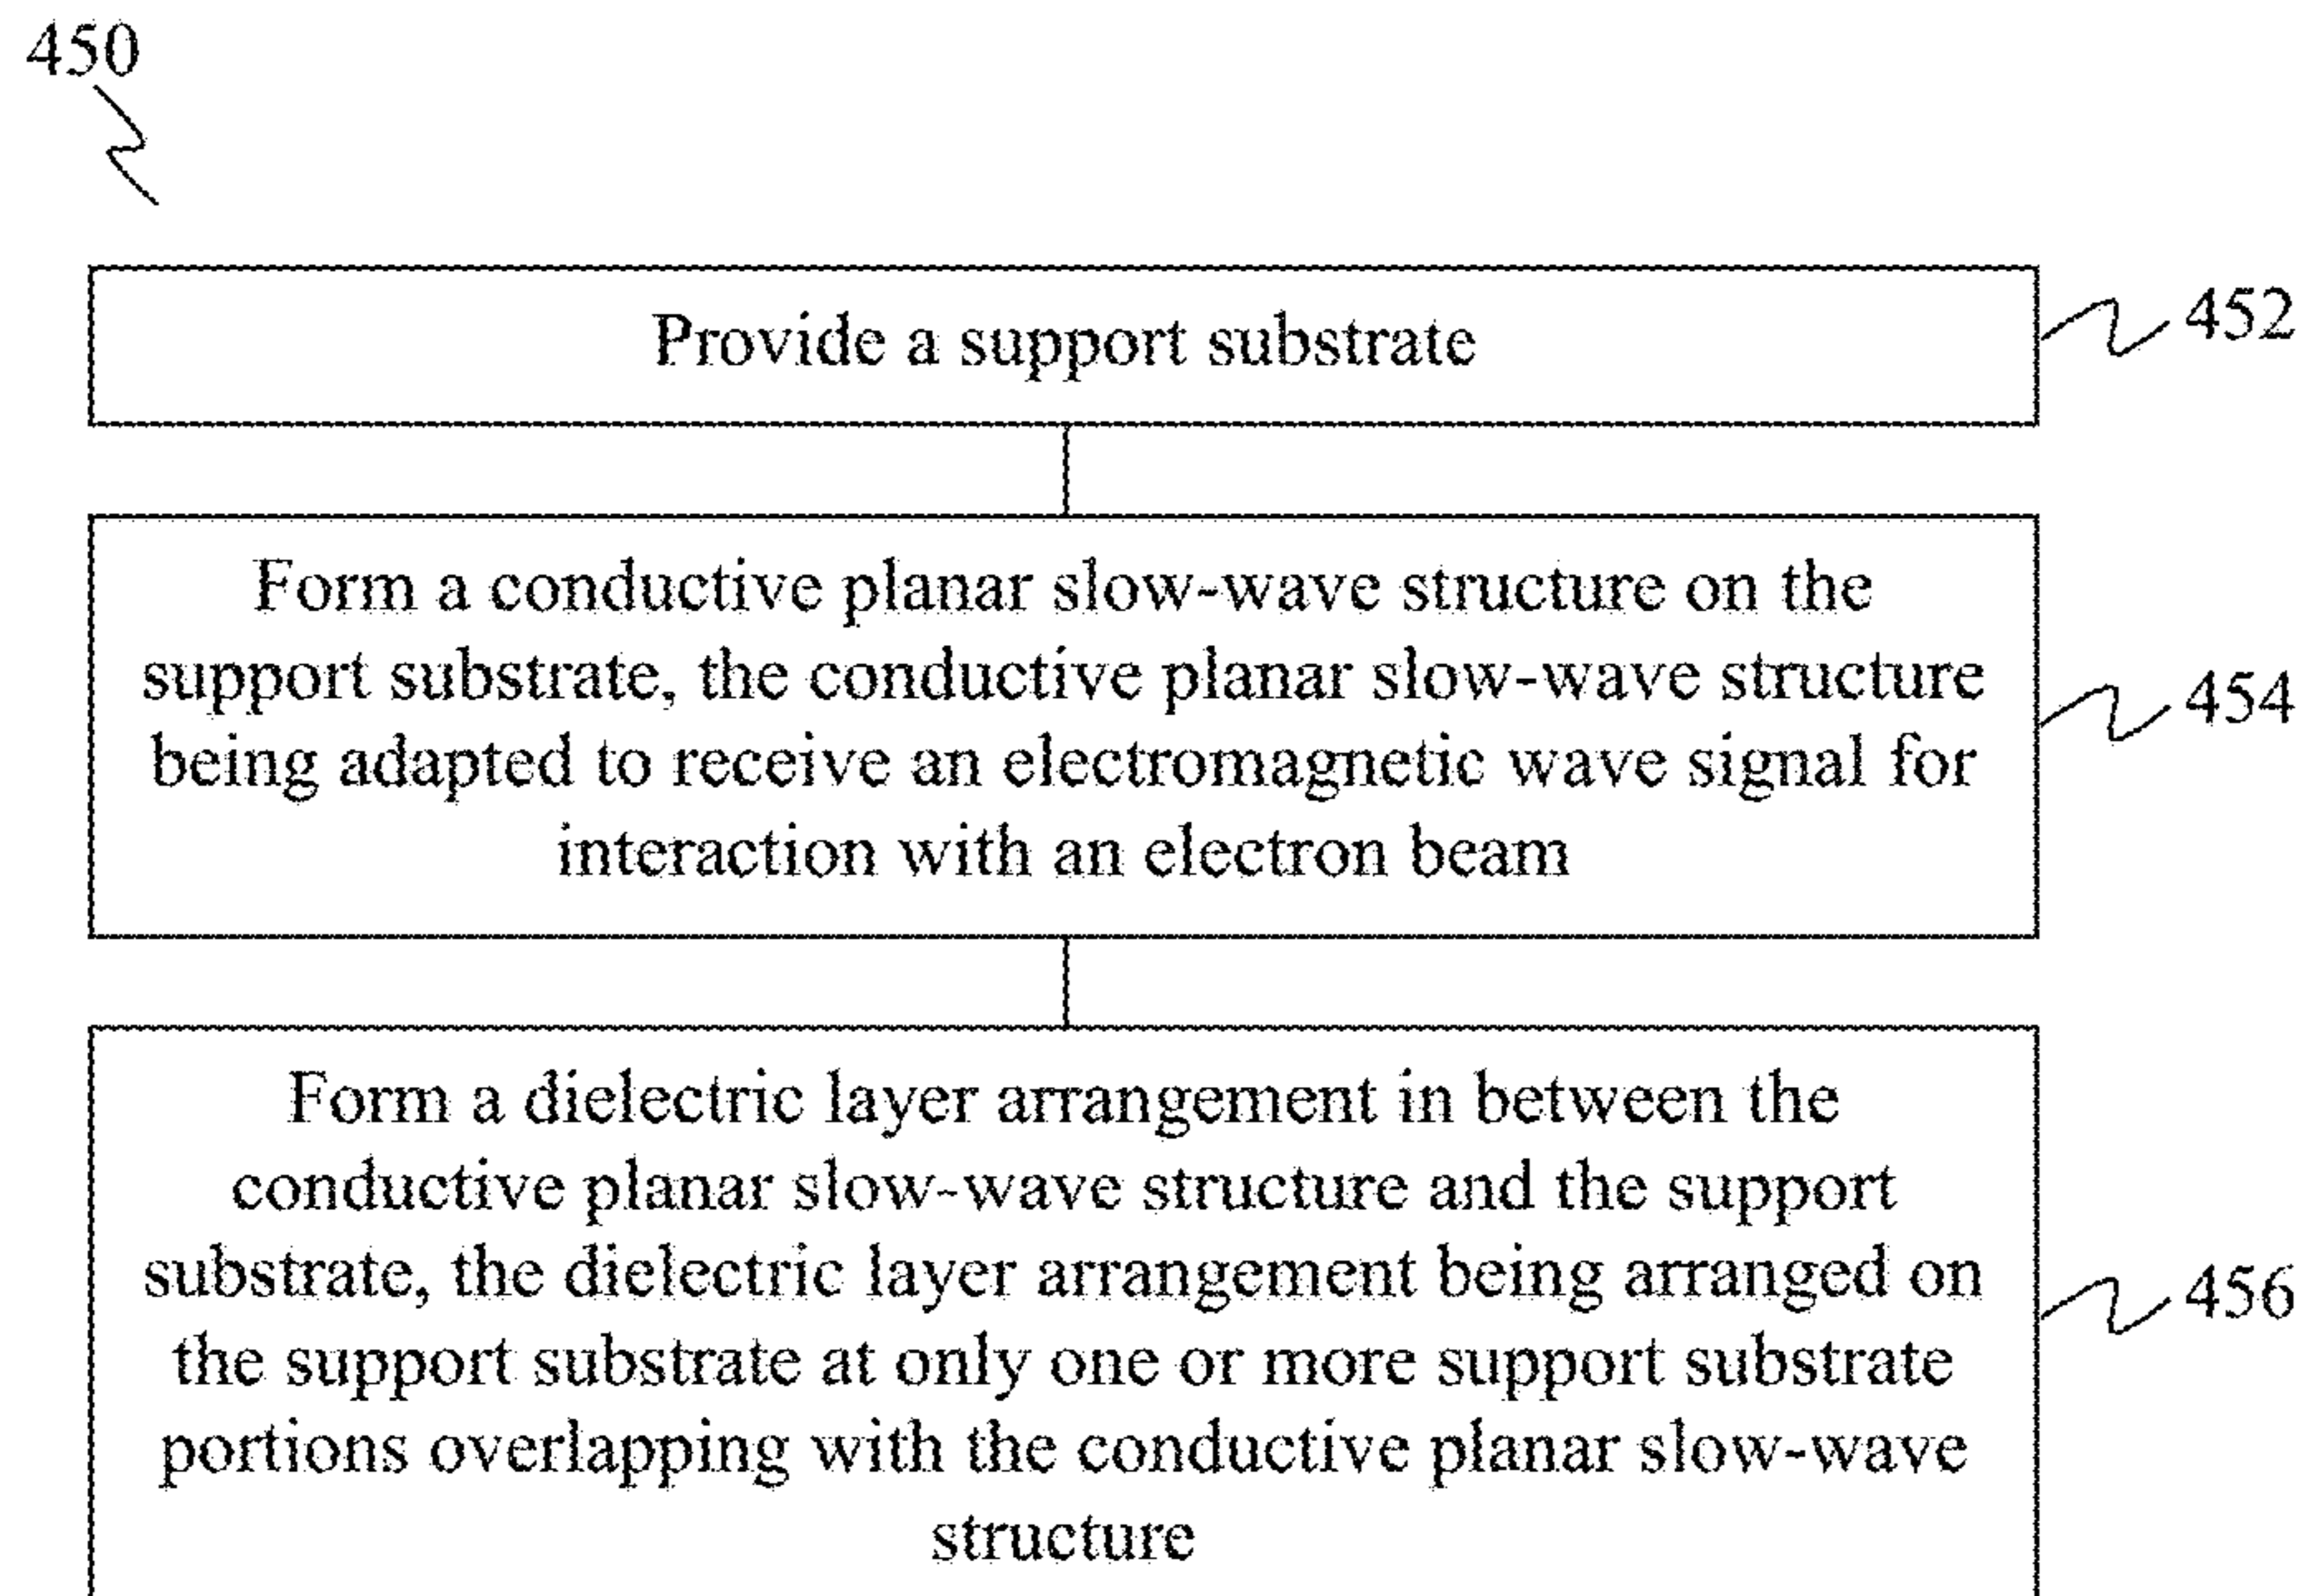 450
Provide a support substrate
452
Form a conductive planar slow-wave structure on the
support substrate, the conductive planar slow-wave structure
being adapted to receive an electromagnetic wave signal for
interaction with an electron beam
454
Form a dielectric layer arrangement in between the
conductive planar slow-wave structure and the support
substrate, the dielectric layer arrangement being arranged on
the support substrate at only one or more support substrate
portions overlapping with the conductive planar slow-wave
structure
456